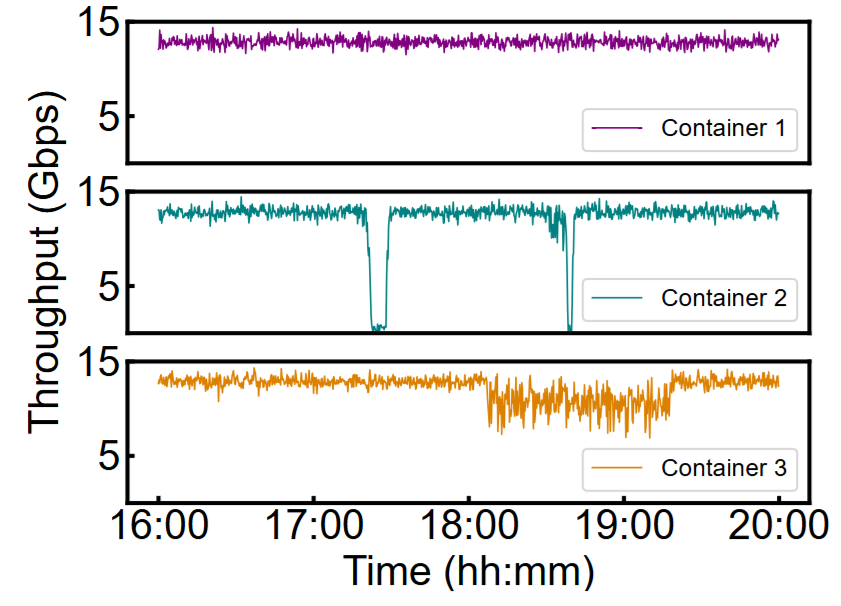 Throughput (Gbps)
15
5
Container 1
15
5
Container 2
15
5
Container 3
16:00 17:00 18:00 19:00 20:00
Time (hh:mm)